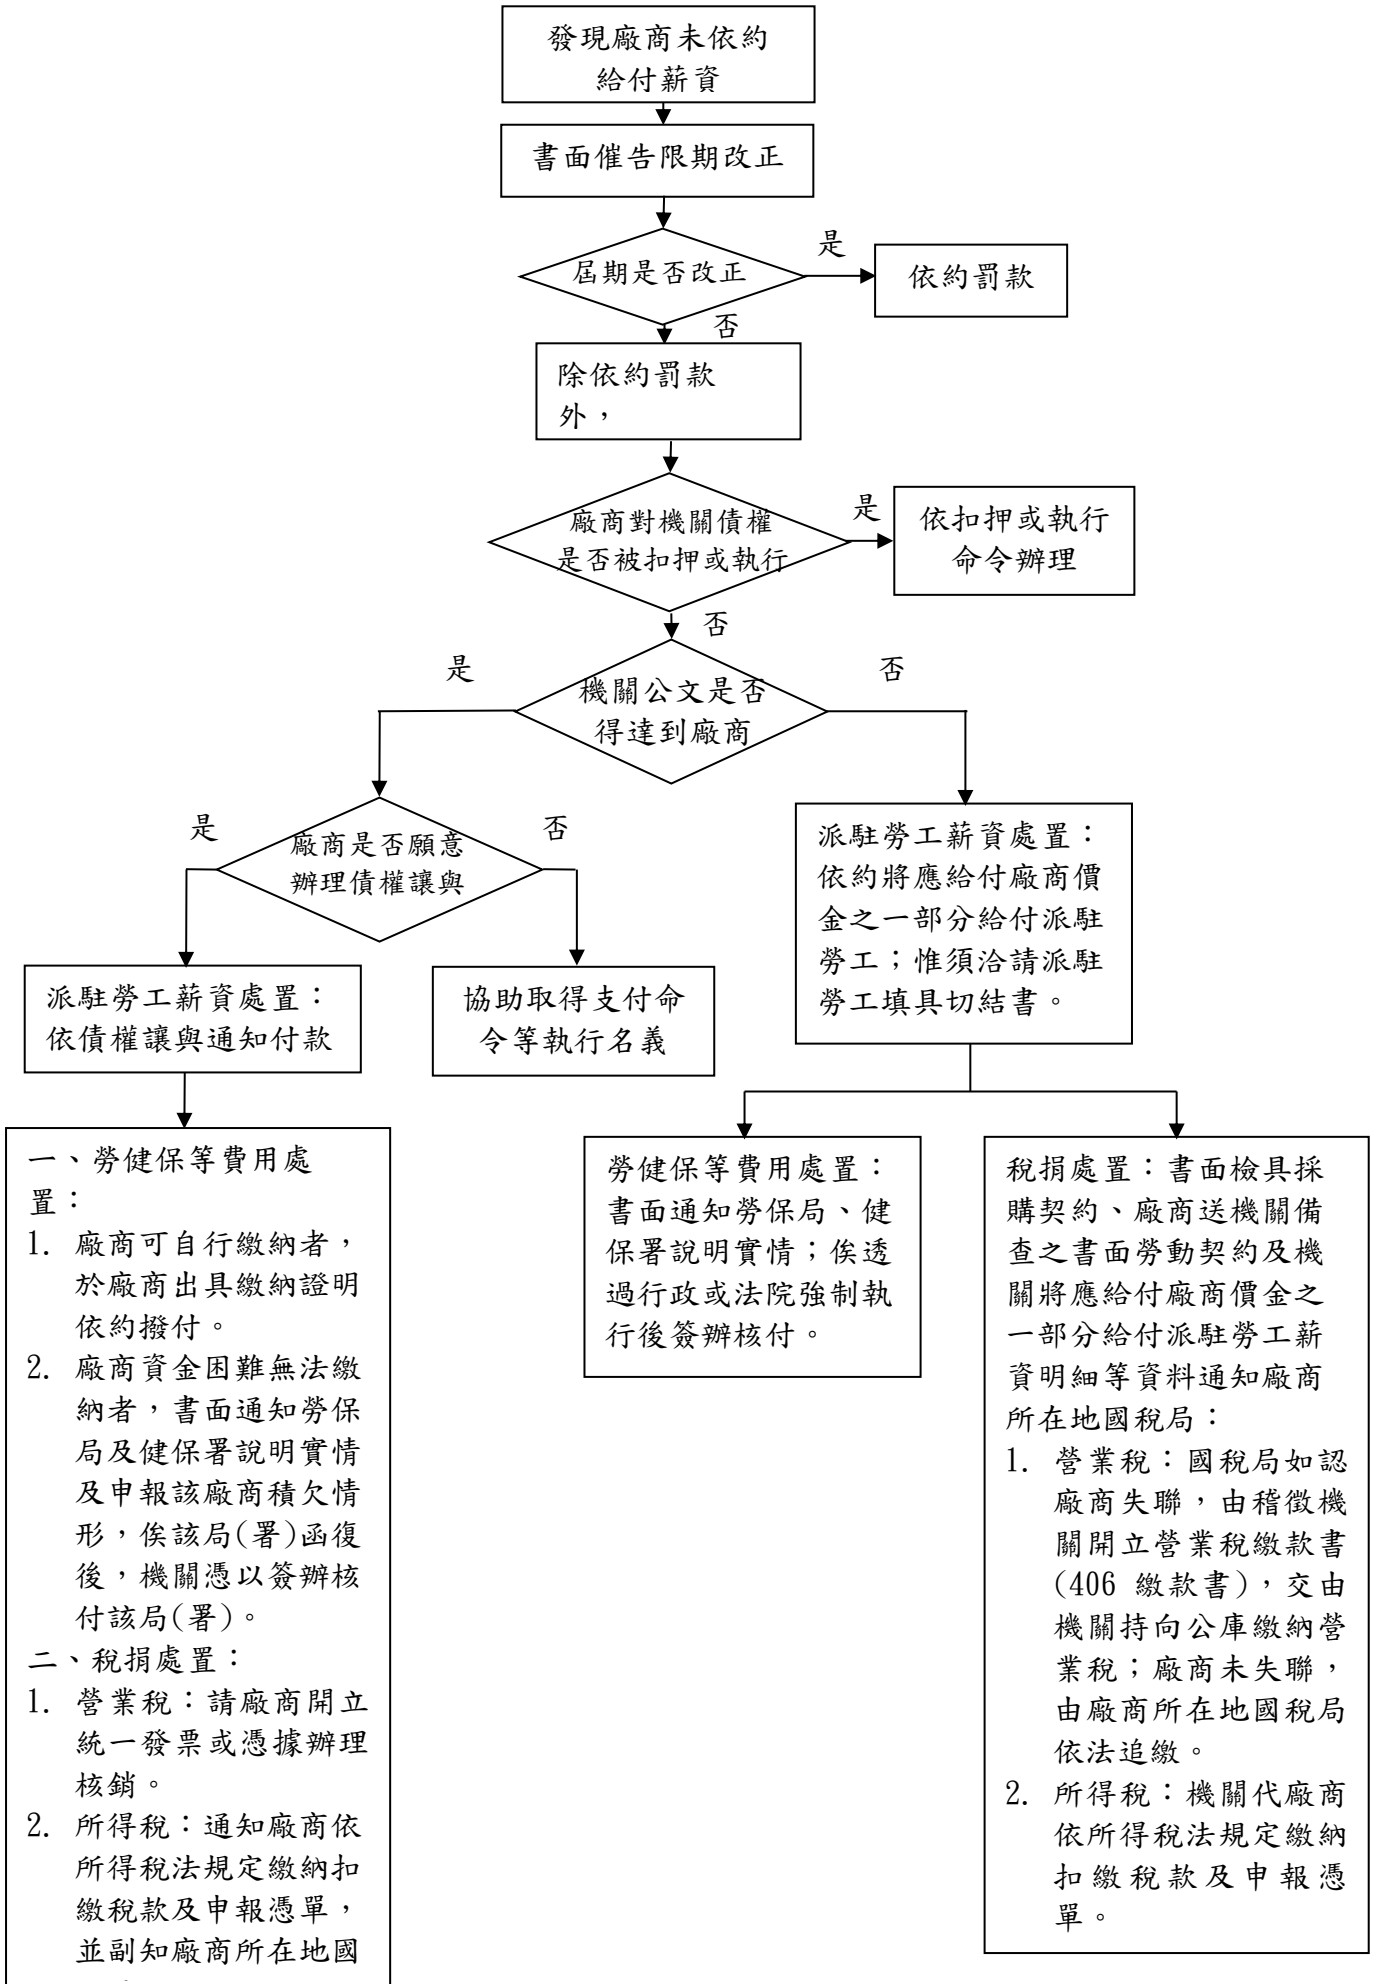 發現廠商未依約
給付薪資
書面催告限期改正
屆期是否改正
是
依約罰款
否
除依約罰款
外，
廠商對機關債權
是否被扣押或執行
是
依扣押或執行
命令辦理
否
機關公文是否
得達到廠商
是
否
廠商是否願意
辦理債權讓與
是
否
派駐勞工薪資處置：
依債權讓與通知付款
協助取得支付命
令等執行名義
派駐勞工薪資處置：
依約將應給付廠商價
金之一部分給付派駐
勞工；惟須洽請派駐
勞工填具切結書。
一、勞健保等費用處
置：
1. 廠商可自行繳納者，
於廠商出具繳納證明
依約撥付。
2. 廠商資金困難無法繳
納者，書面通知勞保
局及健保署說明實情
及申報該廠商積欠情
形，俟該局(署)函復
後，機關憑以簽辦核
付該局(署)。
二、稅捐處置：
1. 營業稅：請廠商開立
統一發票或憑據辦理
核銷。
2. 所得稅：通知廠商依
所得稅法規定繳納扣
繳稅款及申報憑單，
並副知廠商所在地國
勞健保等費用處置：
書面通知勞保局、健
保署說明實情；俟透
過行政或法院強制執
行後簽辦核付。
稅捐處置：書面檢具採
購契約、廠商送機關備
查之書面勞動契約及機
關將應給付廠商價金之
一部分給付派駐勞工薪
資明細等資料通知廠商
所在地國稅局：
1. 營業稅：國稅局如認
廠商失聯，由稽徵機
關開立營業稅繳款書
(406 繳款書)，交由
機關持向公庫繳納營
業稅；廠商未失聯，
由廠商所在地國稅局
依法追繳。
2. 所得稅：機關代廠商
依所得稅法規定繳納
扣繳稅款及申報憑
單。